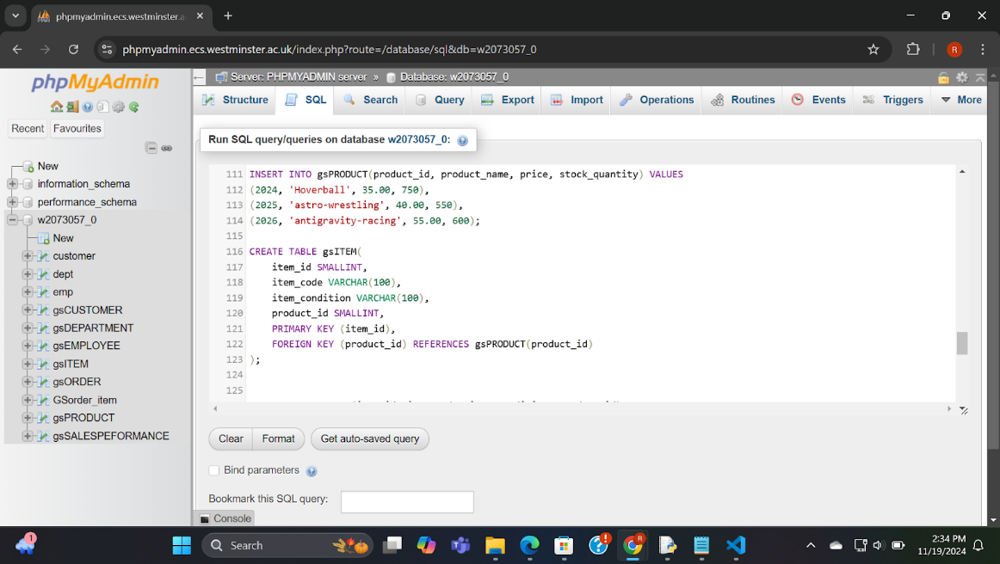 phpmyadmin.ecs.westminster.a
phpmyadmin.ecs.westminster.ac.uk/index.php?route=/database/sql&db=w2073057_0
R
phpMyAdmin
Recent Favourites
New
information_schema
performance_schema
w2073057_0
New
customer
dept
emp
gsCUSTOMER
gsDEPARTMENT
gsEMPLOYEE
gsITEM
gsORDER
GSorder_item
gsPRODUCT
gsSALESPEFORMANCE
Server: PHPMYADMIN server » Database: w2073057_0
Structure SQL Search Query Export Import Operations Routines Events Triggers More
Run SQL query/queries on database w2073057_0:
111 INSERT INTO gsPRODUCT(product_id, product_name, price, stock_quantity) VALUES
112 (2024, 'Hoverball', 35.00, 750),
113 (2025, 'astro-wrestling', 40.00, 550),
114 (2026, 'antigravity-racing', 55.00, 600);
115
116 CREATE TABLE gsITEM(
117 item_id SMALLINT,
118 item_code VARCHAR(100),
119 item_condition VARCHAR(100),
120 product_id SMALLINT,
121 PRIMARY KEY (item_id),
122 FOREIGN KEY (product_id) REFERENCES gsPRODUCT(product_id)
123 );
124
125
Clear Format Get auto-saved query
Bind parameters
Bookmark this SQL query:
Console
1
Search
R
2:34 PM
11/19/2024